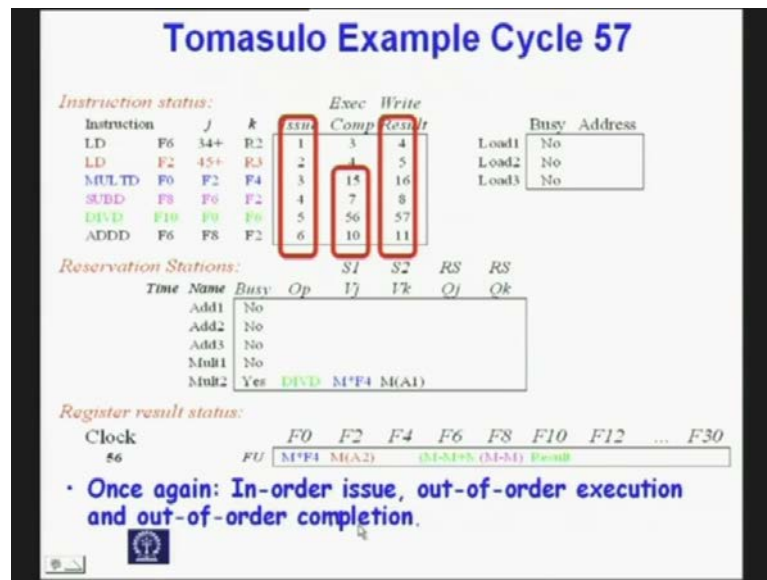 Tomasulo Example Cycle 57
Instruction status: Exec Write
Instruction j k Issue Comp Result Busy Address
LD F6 34+ R2 1 3 4 Load1 No
LD F2 45+ R3 2 4 5 Load2 No
MULTD F0 F2 F4 3 15 16 Load3 No
SUBD F8 F6 F2 4 7 8
DIVD F10 F0 F6 5 56 57
ADDD F6 F8 F2 6 10 11
Reservation Stations: S1 S2 RS RS
Time Name Busy Op Vj Vk Qj Qk
Add1 No
Add2 No
Add3 No
Mult1 No
Mult2 Yes DIVD M*F4 M(A1)
Register result status:
Clock F0 F2 F4 F6 F8 F10 F12 ... F30
56 FU M*F4 M(A2) (M-M+M (M-M) Result
• Once again: In-order issue, out-of-order execution
and out-of-order completion.